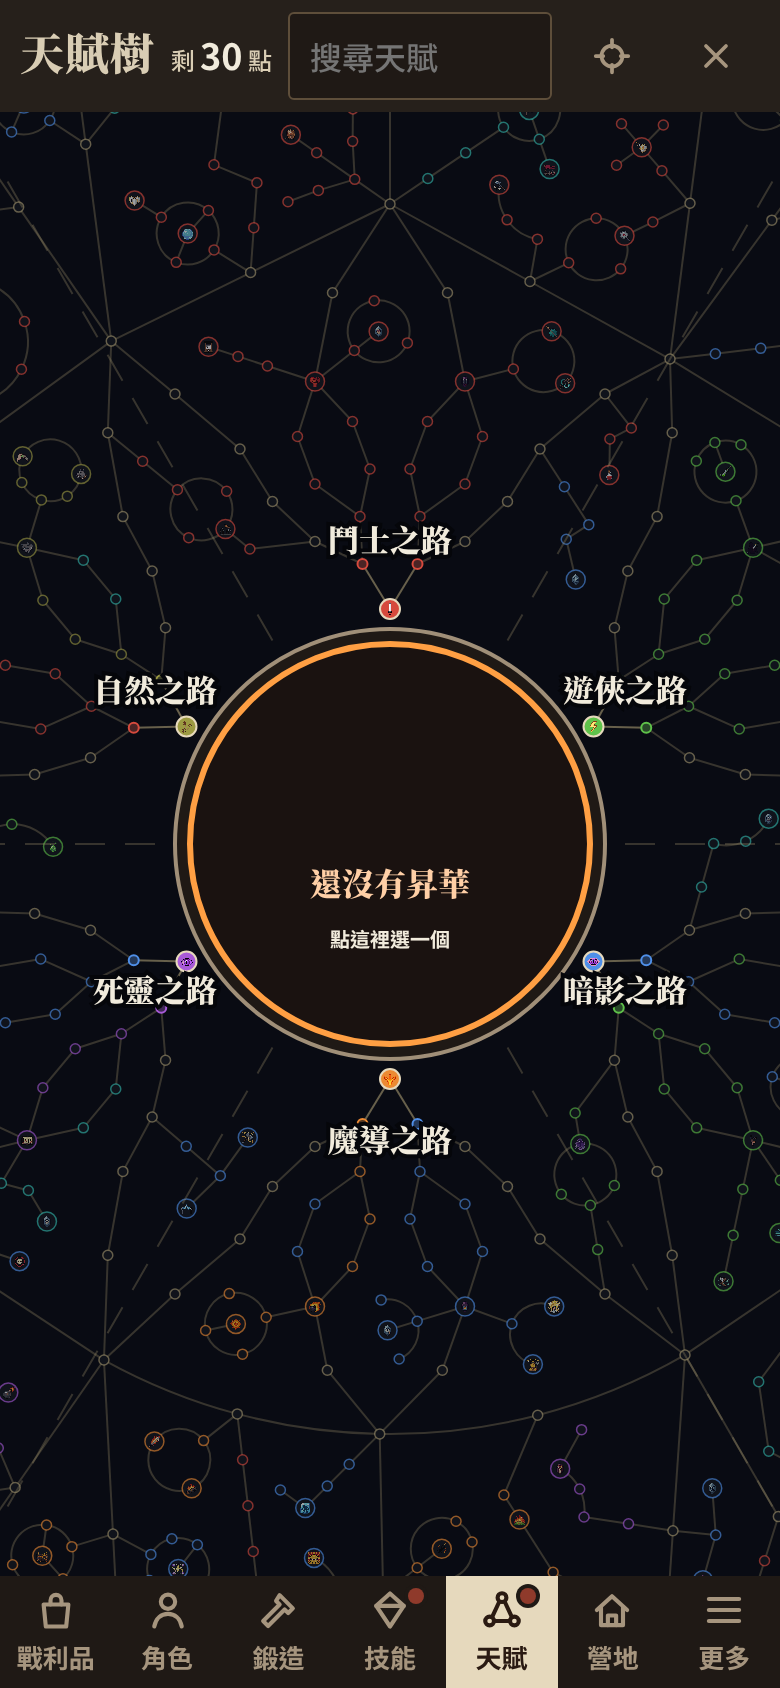 天賦樹 剩 30 點 搜尋天賦
鬥士之路
自然之路 遊俠之路
還沒有昇華
點這裡選一個
死靈之路 暗影之路
魔導之路
戰利品 角色 鍛造 技能 天賦 營地 更多